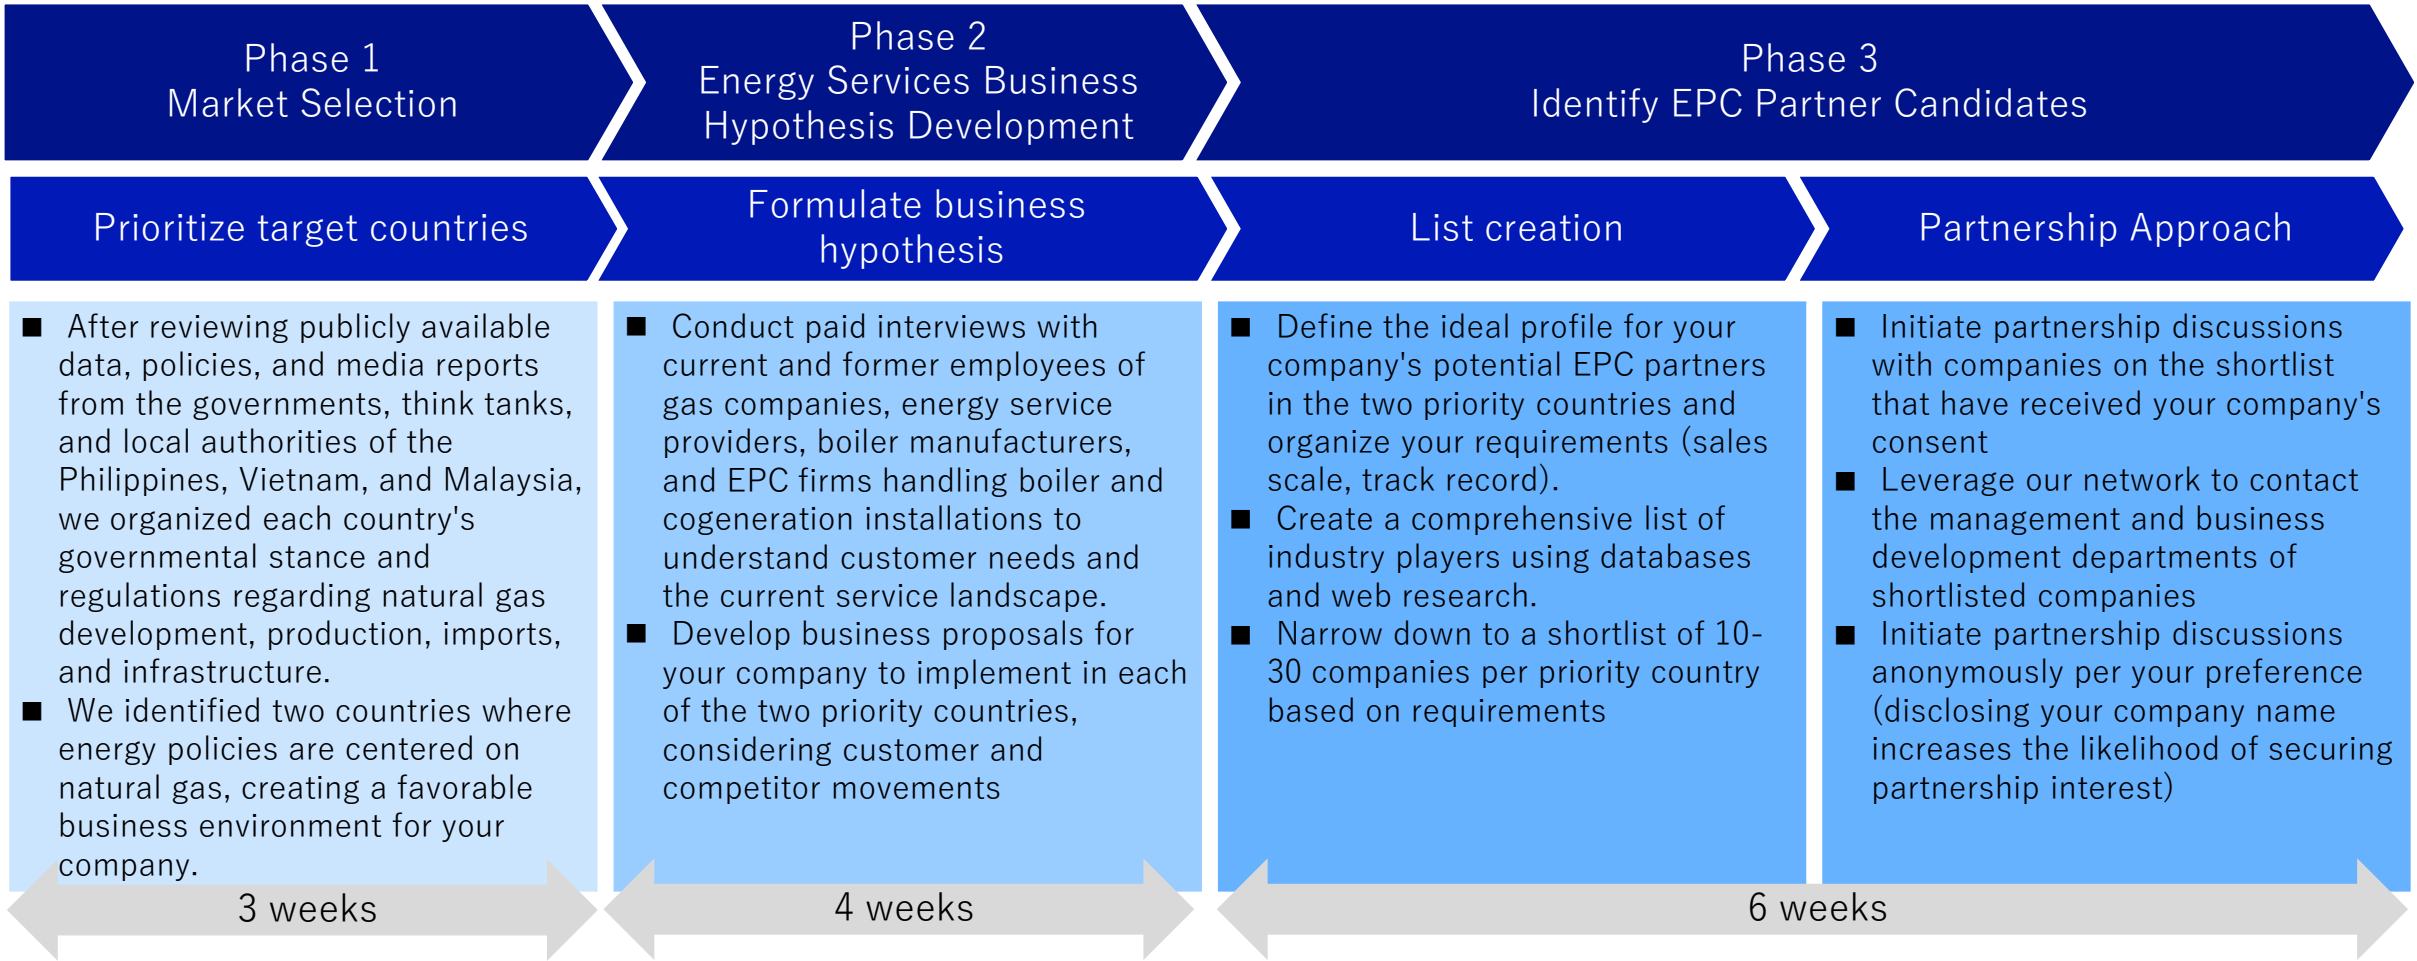 Phase 1
Market Selection
Phase 2
Energy Services Business
Hypothesis Development
Phase 3
Identify EPC Partner Candidates
Prioritize target countries
Formulate business
hypothesis
List creation
Partnership Approach
■ After reviewing publicly available
data, policies, and media reports
from the governments, think tanks,
and local authorities of the
Philippines, Vietnam, and Malaysia,
we organized each country's
governmental stance and
regulations regarding natural gas
development, production, imports,
and infrastructure.
■ We identified two countries where
energy policies are centered on
natural gas, creating a favorable
business environment for your
company.
■ Conduct paid interviews with
current and former employees of
gas companies, energy service
providers, boiler manufacturers,
and EPC firms handling boiler and
cogeneration installations to
understand customer needs and
the current service landscape.
■ Develop business proposals for
your company to implement in each
of the two priority countries,
considering customer and
competitor movements
■ Define the ideal profile for your
company's potential EPC partners
in the two priority countries and
organize your requirements (sales
scale, track record).
■ Create a comprehensive list of
industry players using databases
and web research.
■ Narrow down to a shortlist of 10-
30 companies per priority country
based on requirements
■ Initiate partnership discussions
with companies on the shortlist
that have received your company's
consent
■ Leverage our network to contact
the management and business
development departments of
shortlisted companies
■ Initiate partnership discussions
anonymously per your preference
(disclosing your company name
increases the likelihood of securing
partnership interest)
3 weeks
4 weeks
6 weeks